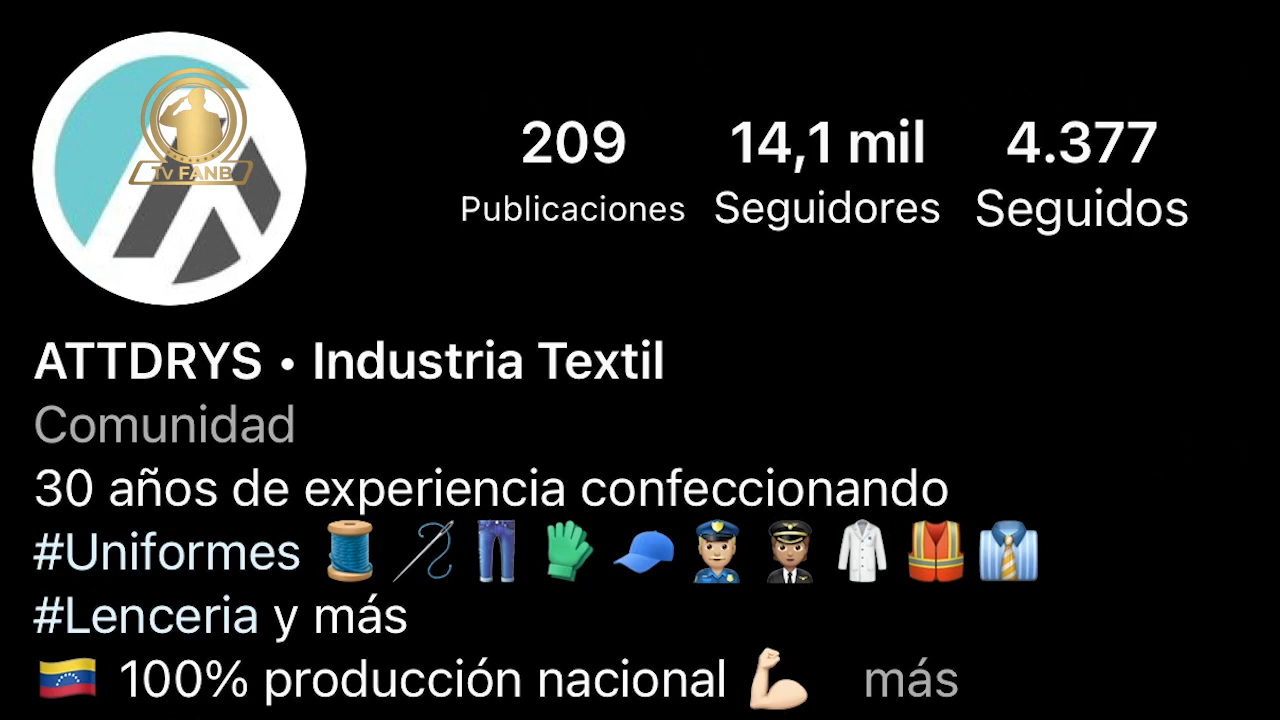 Tv FANB
209 14,1 mil 4.377
Publicaciones Seguidores Seguidos
ATTDRYS • Industria Textil
Comunidad
30 años de experiencia confeccionando
#Uniformes 🧵🪡👖🧤🧢👮🏼‍♂️👨🏽‍✈️🥼🦺👔
#Lenceria y más
🇻🇪 100% producción nacional 💪🏻 más